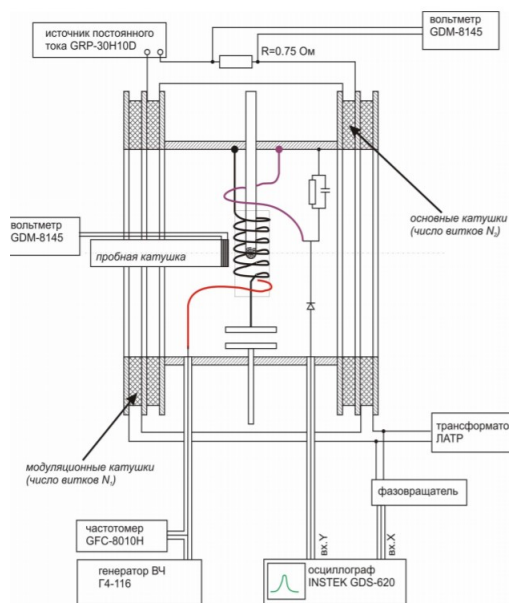 источник постоянного
тока GRP-30H10D
вольтметр
GDM-8145
R=0.75 Ом
основные катушки
(число витков N₀)
вольтметр
GDM-8145
пробная катушка
модуляционные катушки
(число витков N₁)
трансформато
ЛАТР
фазовращатель
частотомер
GFC-8010H
генератор ВЧ
Г4-116
вх.Y
вх.X
осциллограф
INSTEK GDS-620